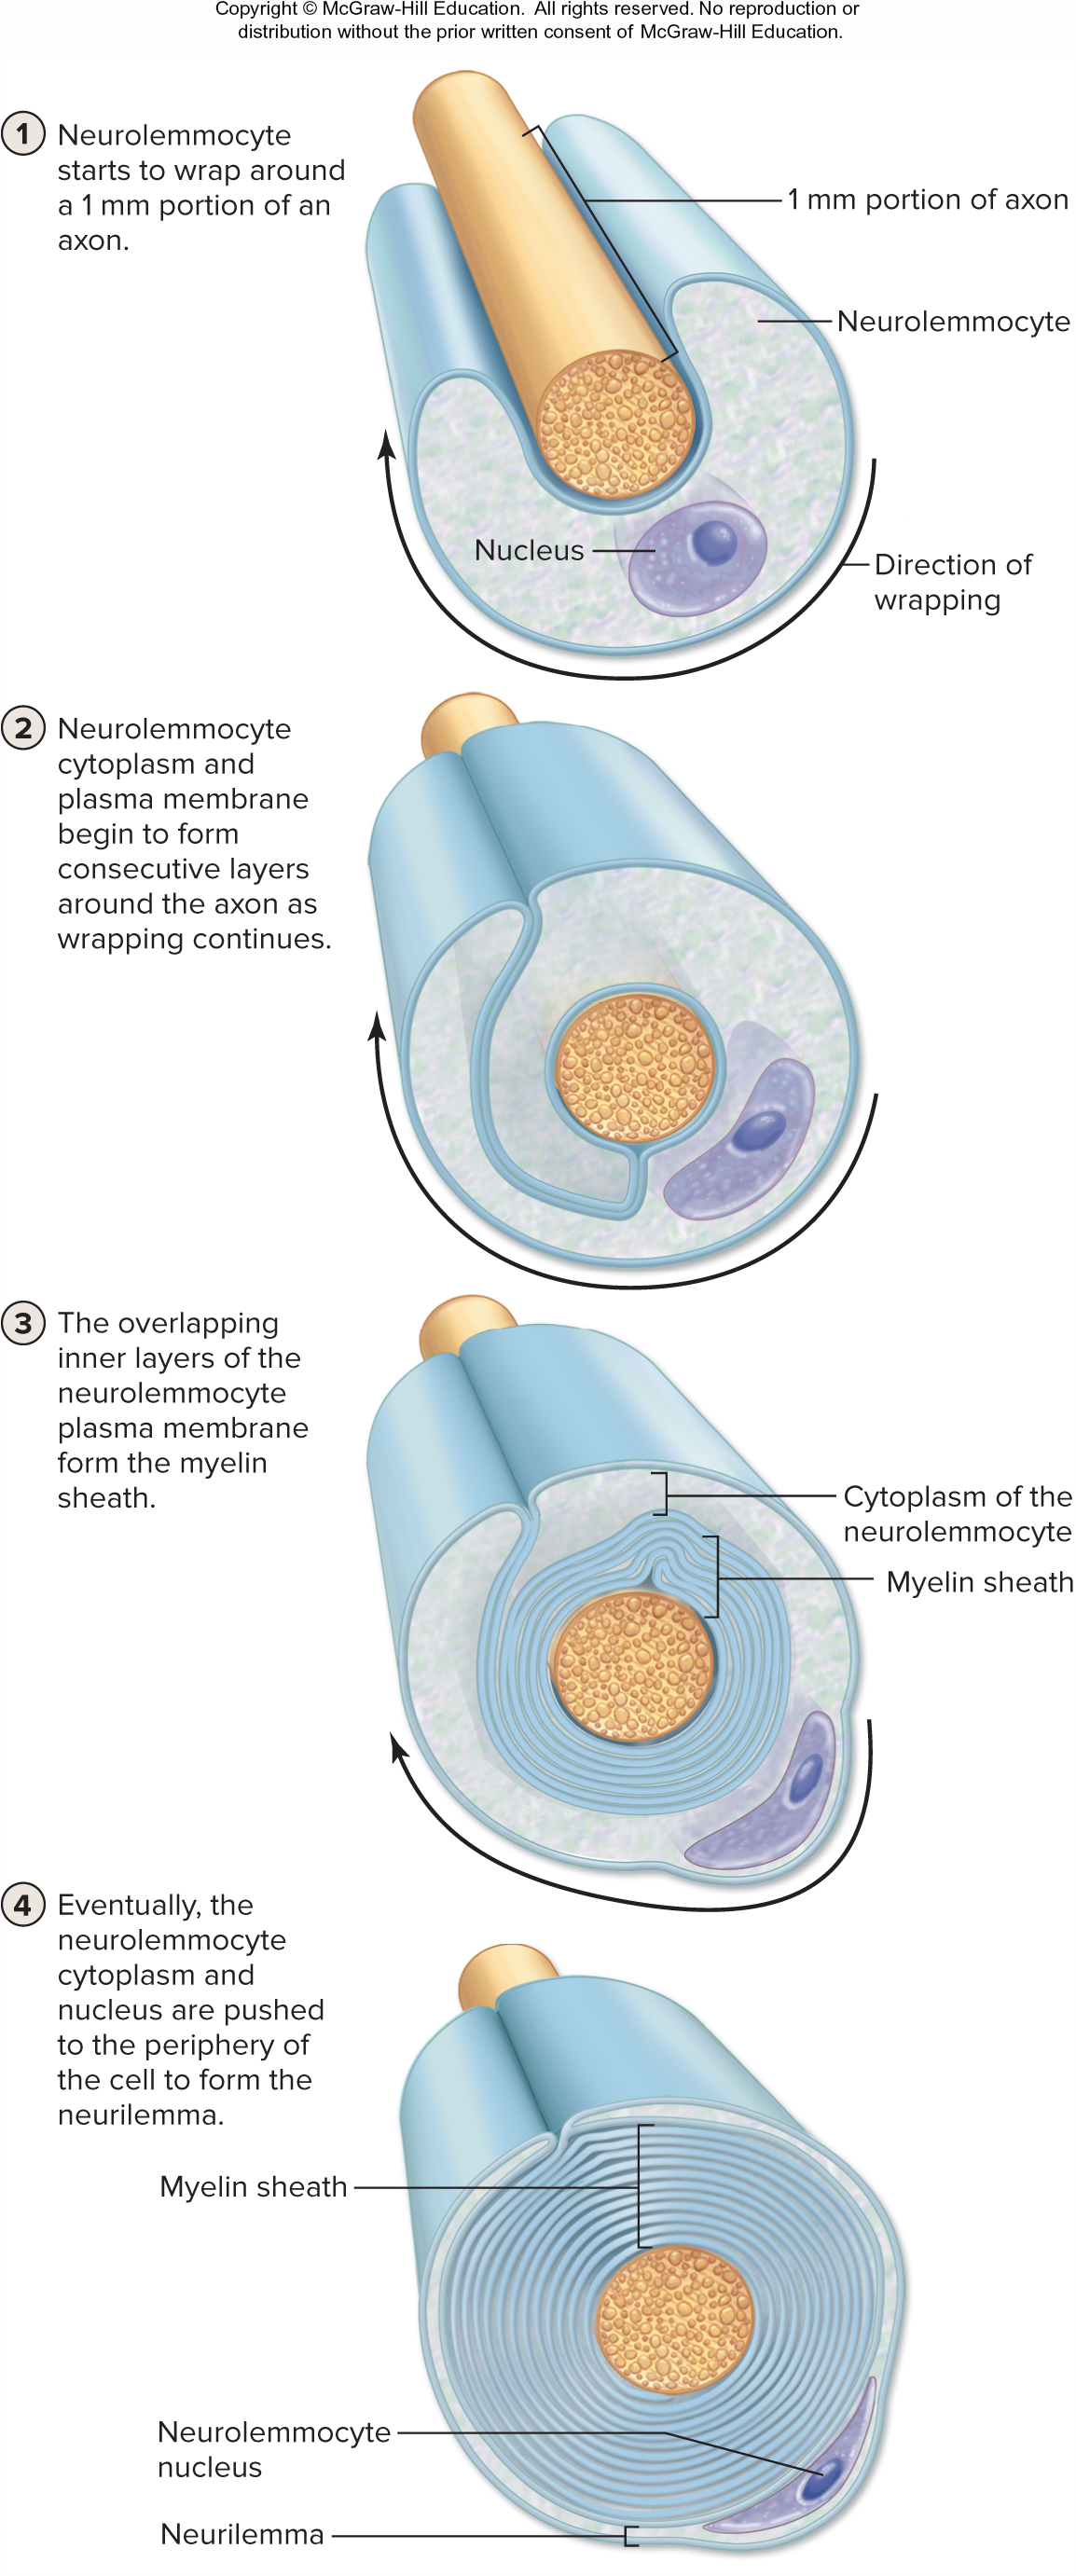 Copyright © McGraw-Hill Education. All rights reserved. No reproduction or
distribution without the prior written consent of McGraw-Hill Education.
1 Neurolemmocyte
starts to wrap around
a 1 mm portion of an
axon.
1 mm portion of axon
Neurolemmocyte
Nucleus
Direction of
wrapping
2 Neurolemmocyte
cytoplasm and
plasma membrane
begin to form
consecutive layers
around the axon as
wrapping continues.
3 The overlapping
inner layers of the
neurolemmocyte
plasma membrane
form the myelin
sheath.
Cytoplasm of the
neurolemmocyte
Myelin sheath
4 Eventually, the
neurolemmocyte
cytoplasm and
nucleus are pushed
to the periphery of
the cell to form the
neurilemma.
Myelin sheath
Neurolemmocyte
nucleus
Neurilemma